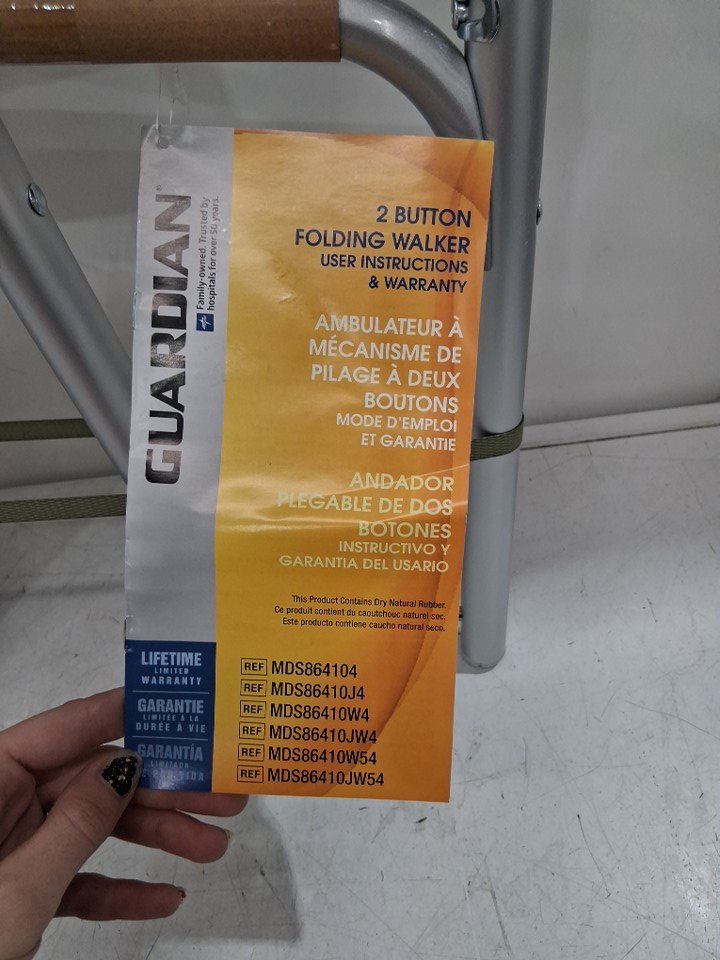 GUARDIAN®
Family-owned. Trusted by
hospitals for over 50 years.
2 BUTTON
FOLDING WALKER
USER INSTRUCTIONS
& WARRANTY
AMBULATEUR À
MÉCANISME DE
PILAGE À DEUX
BOUTONS
MODE D'EMPLOI
ET GARANTIE
ANDADOR
PLEGABLE DE DOS
BOTONES
INSTRUCTIVO Y
GARANTIA DEL USARIO
This Product Contains Dry Natural Rubber.
Ce produit contient du caoutchouc naturel sec.
Este producto contiene caucho natural seco.
LIFETIME
LIMITED
WARRANTY
GARANTIE
LIMITÉE À LA
DURÉE À VIE
GARANTÍA
LIMITADA
REF MDS864104
REF MDS86410J4
REF MDS86410W4
REF MDS86410JW4
REF MDS86410W54
REF MDS86410JW54